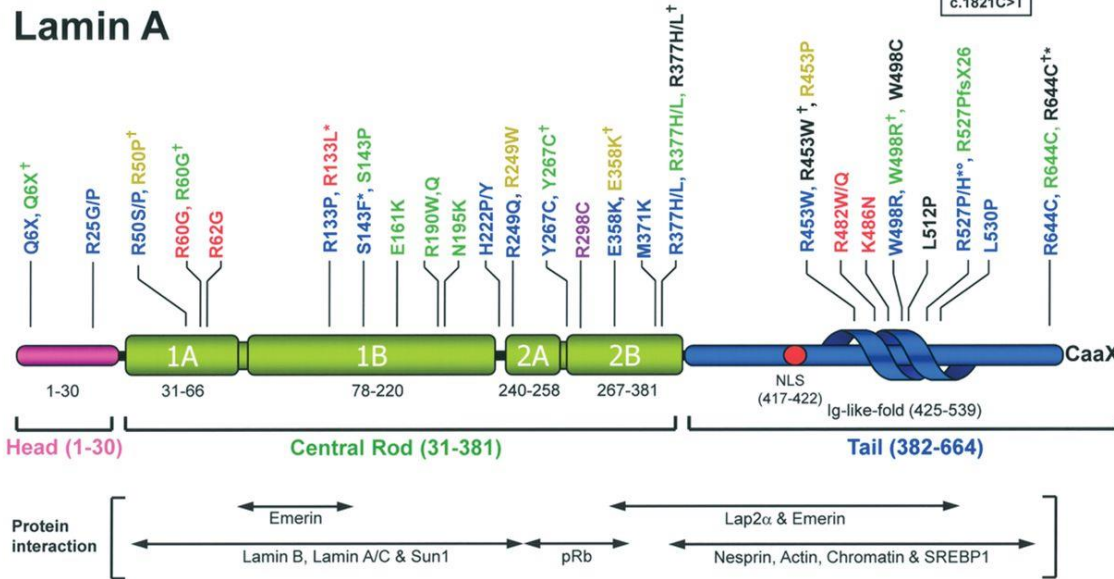 c.1821C>T
Lamin A
Q6X, Q6X†
R25G/P
R50S/P, R50P†
R60G, R60G†
R62G
R133P, R133L*
S143F*, S143P
E161K
R190W,Q
N195K
H222P/Y
R249Q, R249W
Y267C, Y267C†
R298C
E358K, E358K†
M371K
R377H/L, R377H/L, R377H/L†
R453W, R453W†, R453P
R482W/Q
K486N
W498R, W498R†, W498C
L512P
R527P/H*°, R527PfsX26
L530P
R644C, R644C, R644C†*
1A
1B
2A
2B
CaaX
1-30
31-66
78-220
240-258
267-381
NLS
(417-422)
Ig-like-fold (425-539)
Head (1-30)
Central Rod (31-381)
Tail (382-664)
Protein
interaction
Emerin
Lap2α & Emerin
Lamin B, Lamin A/C & Sun1
pRb
Nesprin, Actin, Chromatin & SREBP1